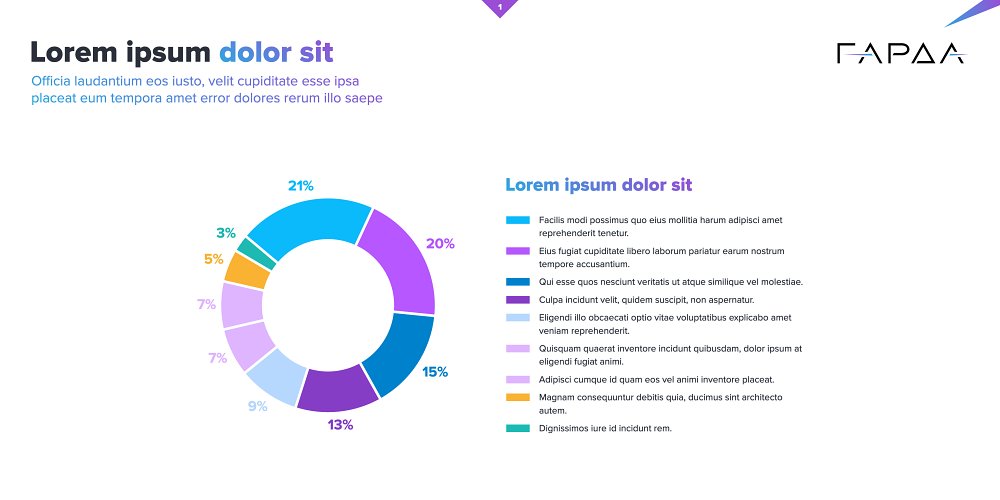 1
Lorem ipsum dolor sit
ГАРДА
Officia laudantium eos iusto, velit cupiditate esse ipsa
placeat eum tempora amet error dolores rerum illo saepe
21%
20%
15%
13%
9%
7%
7%
5%
3%
Lorem ipsum dolor sit
Facilis modi possimus quo eius mollitia harum adipisci amet
reprehenderit tenetur.
Eius fugiat cupiditate libero laborum pariatur earum nostrum
tempore accusantium.
Qui esse quos nesciunt veritatis ut atque similique vel molestiae.
Culpa incidunt velit, quidem suscipit, non aspernatur.
Eligendi illo obcaecati optio vitae voluptatibus explicabo amet
veniam reprehenderit.
Quisquam quaerat inventore incidunt quibusdam, dolor ipsum at
eligendi fugiat animi.
Adipisci cumque id quam eos vel animi inventore placeat.
Magnam consequuntur debitis quia, ducimus sint architecto
autem.
Dignissimos iure id incidunt rem.